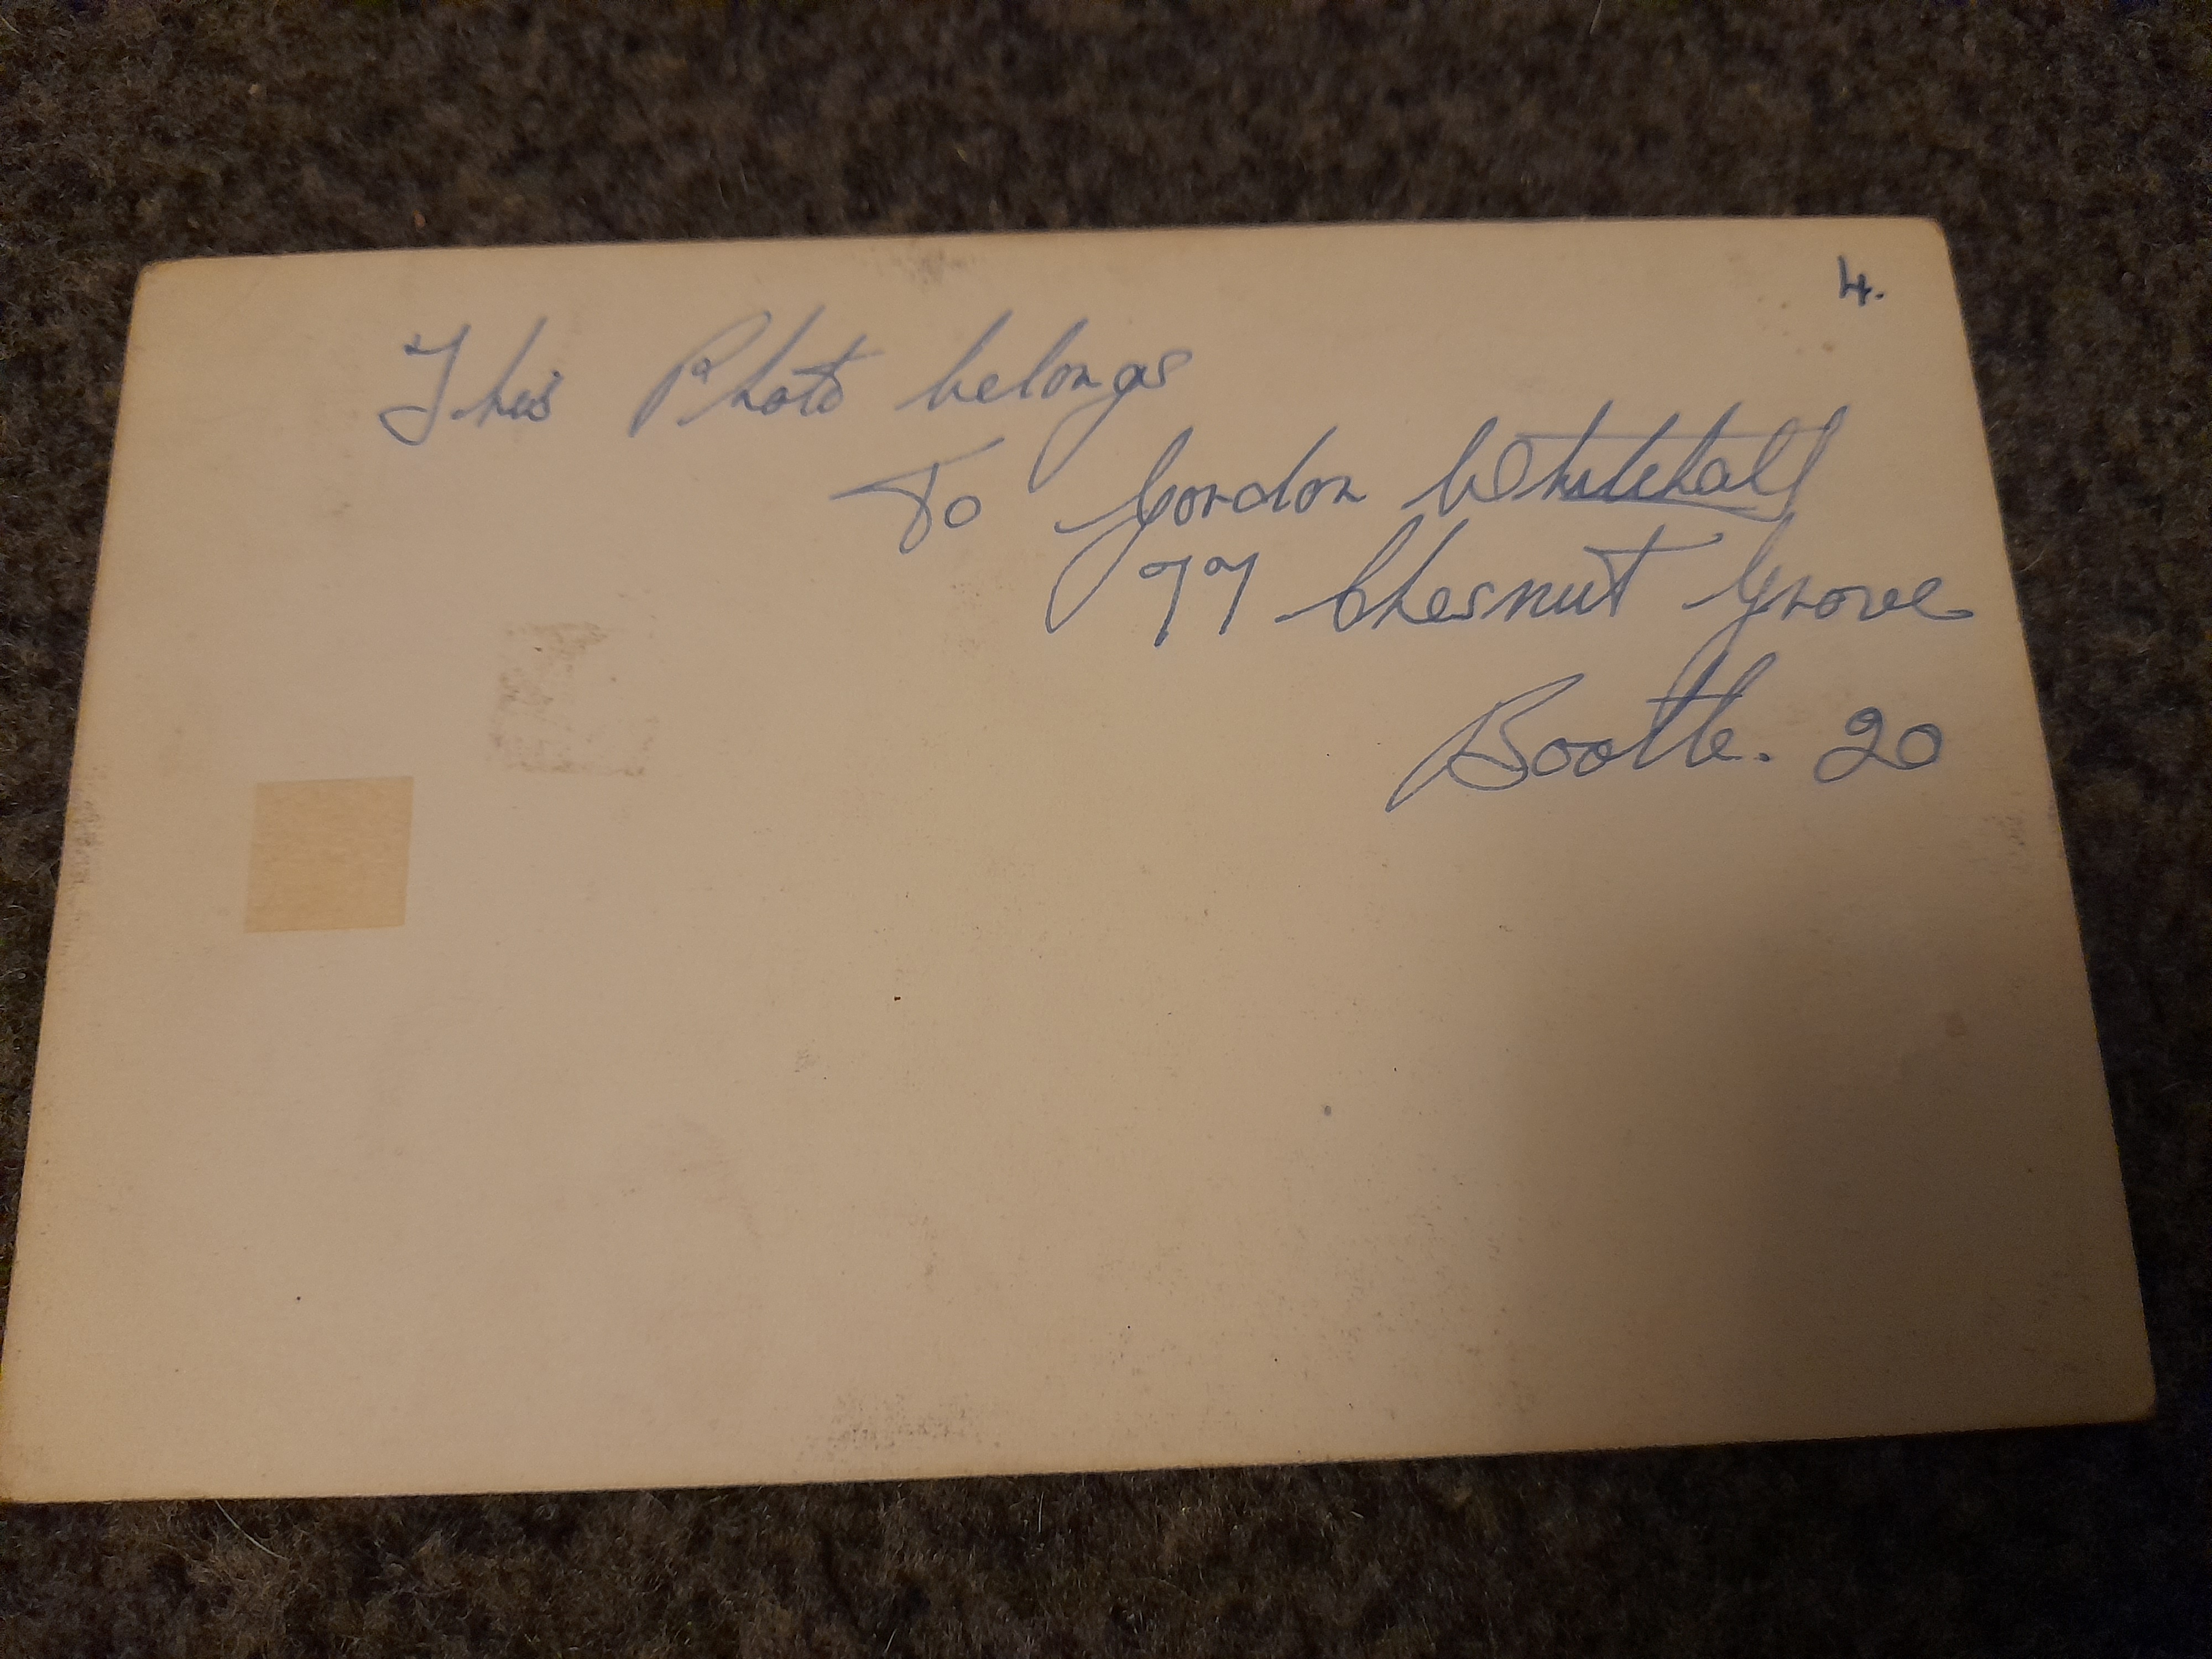 4.
This Photo belongs
To Gordon Whitehall
77 Chesnut Grove
Bootle. 20